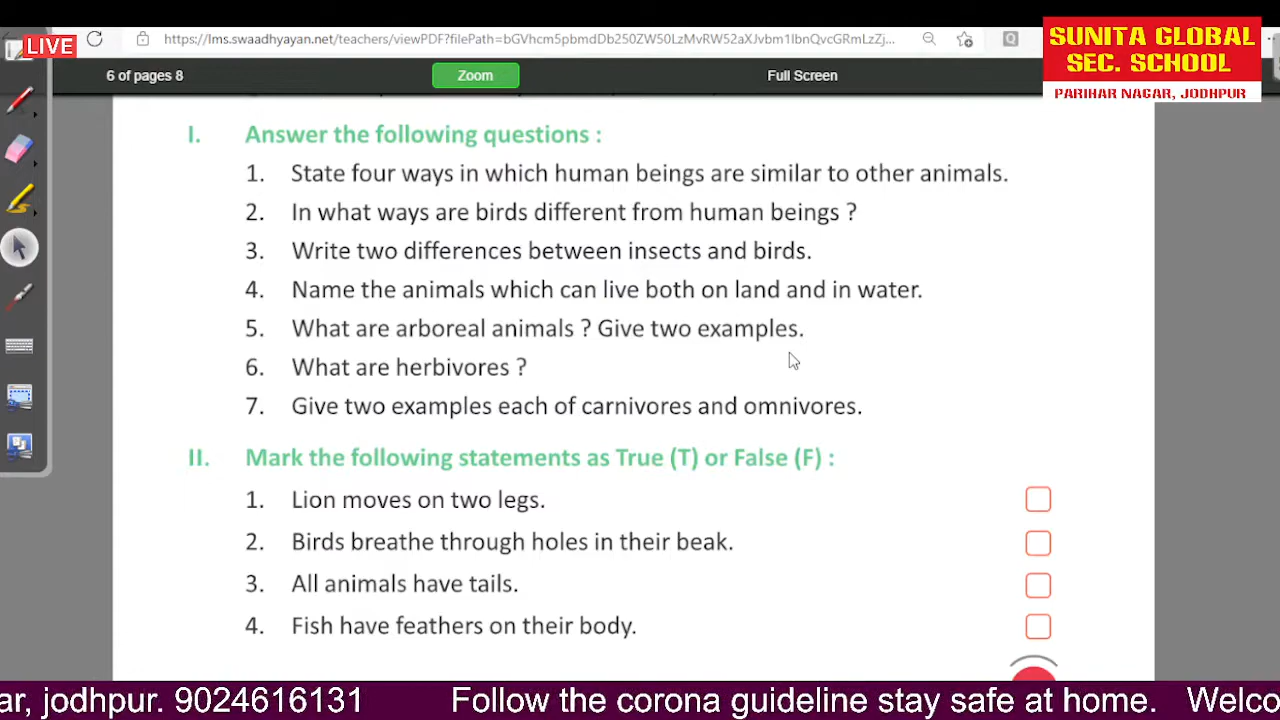 LIVE
https://lms.swaadhyayan.net/teachers/viewPDF?filePath=bGVhcm5pbmdDb250ZW50LzMvRW52aXJvbm1lbnQvcGRmLzZj...
SUNITA GLOBAL
SEC. SCHOOL
PARIHAR NAGAR, JODHPUR
6 of pages 8
Zoom
Full Screen
I. Answer the following questions :
1. State four ways in which human beings are similar to other animals.
2. In what ways are birds different from human beings ?
3. Write two differences between insects and birds.
4. Name the animals which can live both on land and in water.
5. What are arboreal animals ? Give two examples.
6. What are herbivores ?
7. Give two examples each of carnivores and omnivores.
II. Mark the following statements as True (T) or False (F) :
1. Lion moves on two legs.
2. Birds breathe through holes in their beak.
3. All animals have tails.
4. Fish have feathers on their body.
ar, jodhpur. 9024616131 Follow the corona guideline stay safe at home. Welco